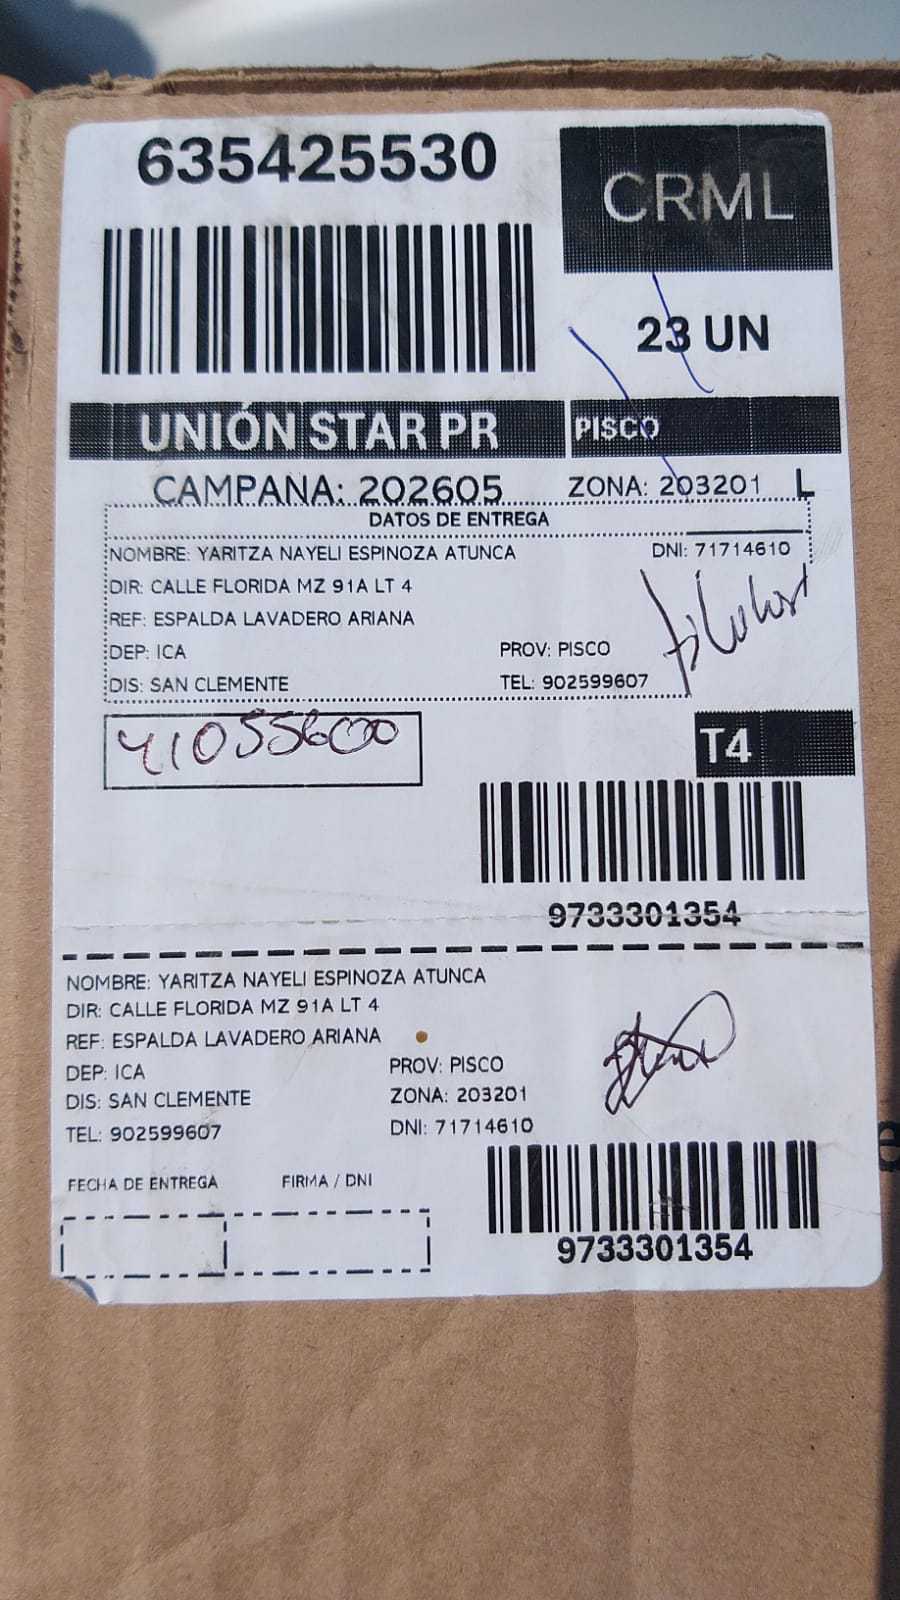 635425530
CRML
23 UN
UNIÓN STAR PR
PISCO
CAMPANA: 202605
ZONA: 203201 L
DATOS DE ENTREGA
NOMBRE: YARITZA NAYELI ESPINOZA ATUNCA
DNI: 71714610
DIR: CALLE FLORIDA MZ 91A LT 4
REF: ESPALDA LAVADERO ARIANA
DEP: ICA
PROV: PISCO
DIS: SAN CLEMENTE
TEL: 902599607
41055600
T4
9733301354
NOMBRE: YARITZA NAYELI ESPINOZA ATUNCA
DIR: CALLE FLORIDA MZ 91A LT 4
REF: ESPALDA LAVADERO ARIANA
DEP: ICA
PROV: PISCO
DIS: SAN CLEMENTE
ZONA: 203201
TEL: 902599607
DNI: 71714610
FECHA DE ENTREGA
FIRMA / DNI
9733301354